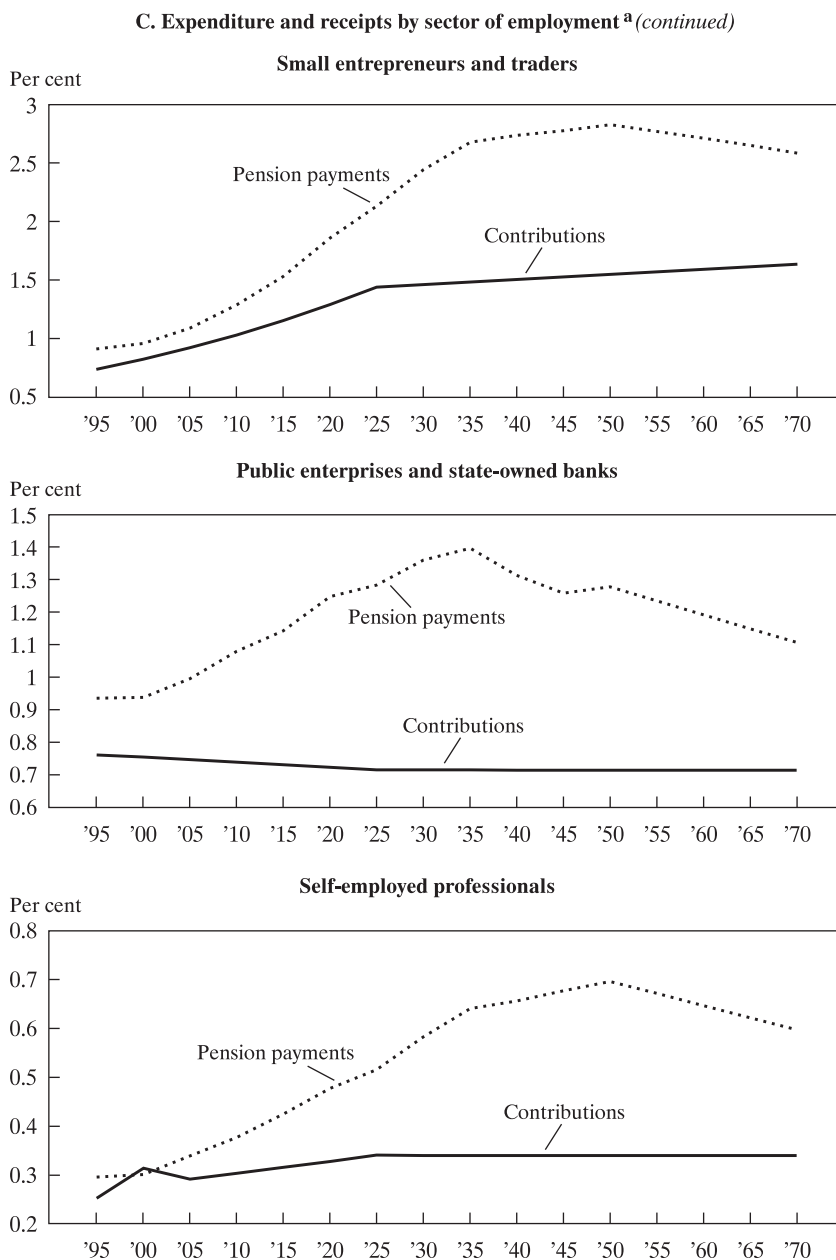 C. Expenditure and receipts by sector of employment a (continued)
Small entrepreneurs and traders
Per cent
3
2.5
Pension payments
2
Contributions
1.5
1
0.5
’95 ’00 ’05 ’10 ’15 ’20 ’25 ’30 ’35 ’40 ’45 ’50 ’55 ’60 ’65 ’70
Public enterprises and state-owned banks
Per cent
1.5
1.4
1.3
1.2
Pension payments
1.1
1
0.9
Contributions
0.8
0.7
0.6
’95 ’00 ’05 ’10 ’15 ’20 ’25 ’30 ’35 ’40 ’45 ’50 ’55 ’60 ’65 ’70
Self-employed professionals
Per cent
0.8
0.7
0.6
Pension payments
0.5
Contributions
0.4
0.3
0.2
’95 ’00 ’05 ’10 ’15 ’20 ’25 ’30 ’35 ’40 ’45 ’50 ’55 ’60 ’65 ’70